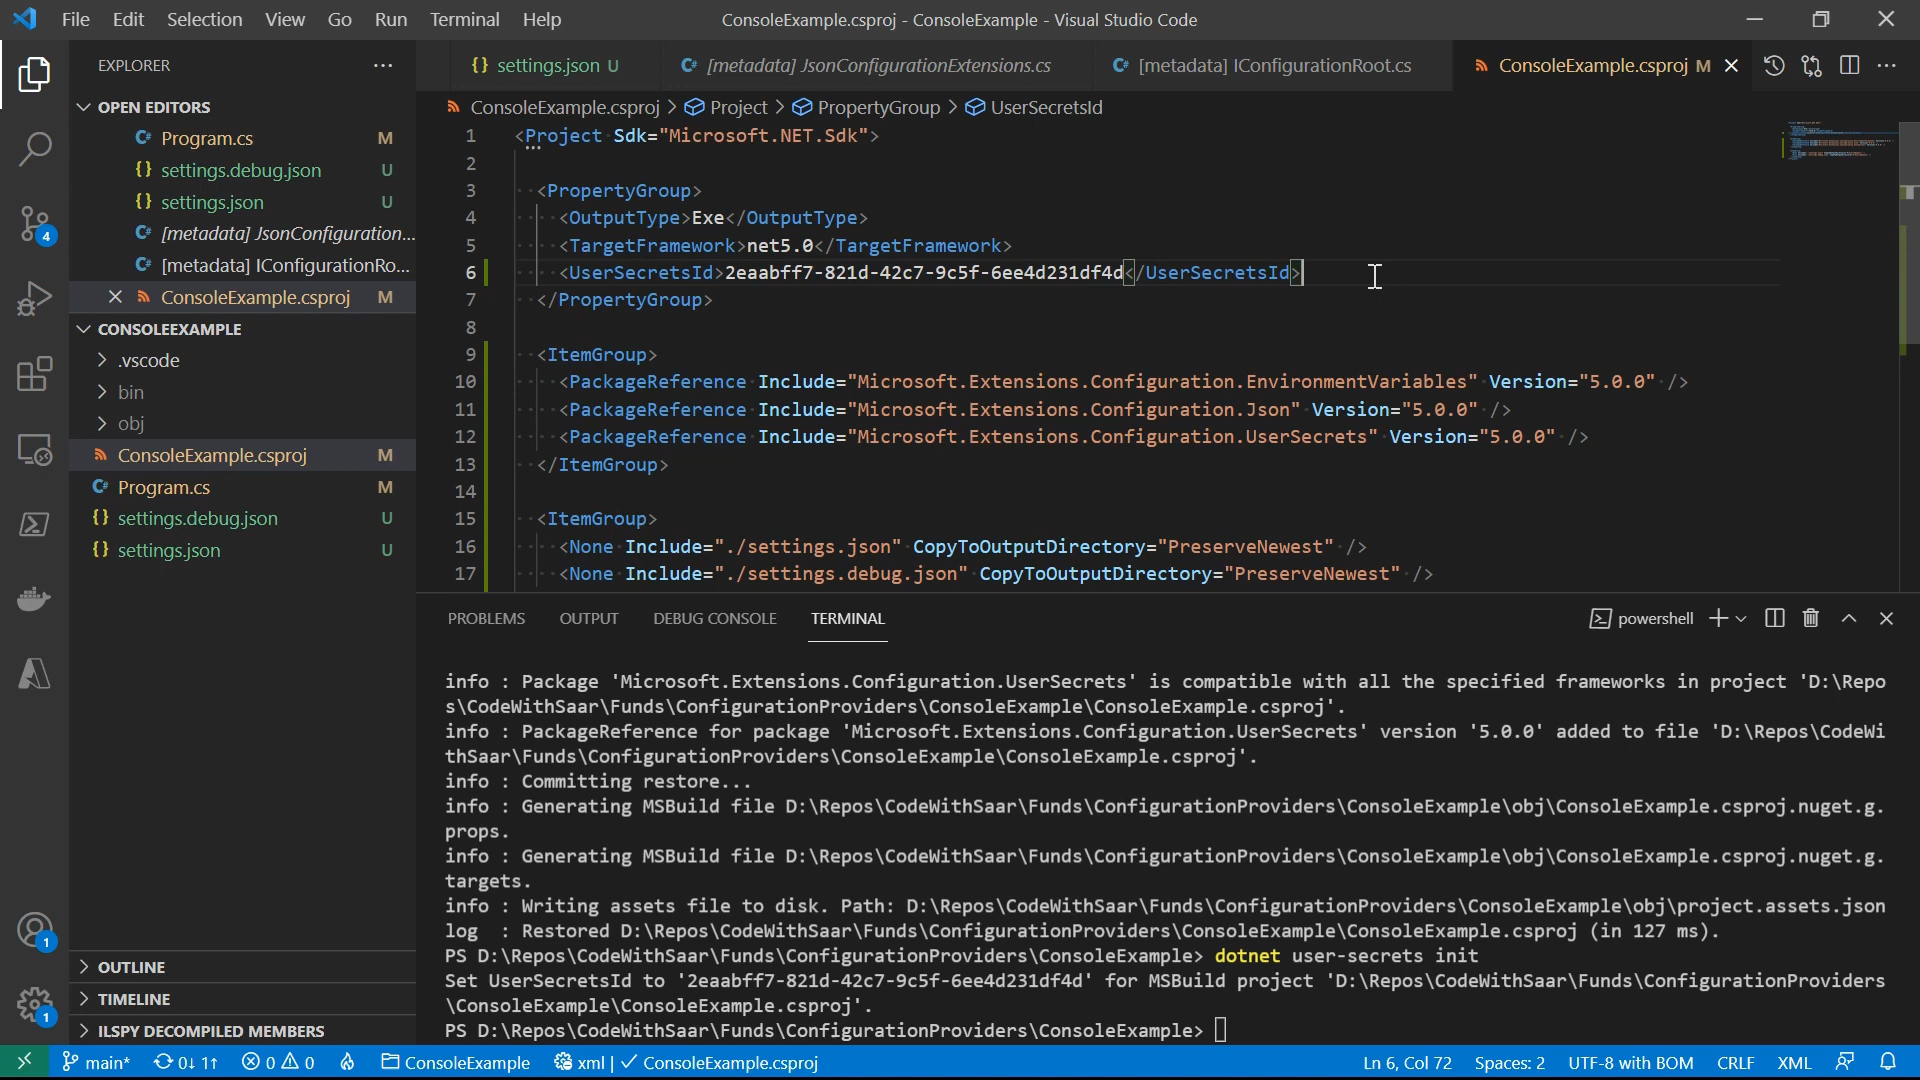 File Edit Selection View Go Run Terminal Help
ConsoleExample.csproj - ConsoleExample - Visual Studio Code
EXPLORER
OPEN EDITORS
Program.cs M
settings.debug.json U
settings.json U
[metadata] JsonConfiguration...
[metadata] IConfigurationRo...
ConsoleExample.csproj M
CONSOLEEXAMPLE
.vscode
bin
obj
ConsoleExample.csproj M
Program.cs M
settings.debug.json U
settings.json U
OUTLINE
TIMELINE
ILSPY DECOMPILED MEMBERS
4
1
1
settings.json U
[metadata] JsonConfigurationExtensions.cs
[metadata] IConfigurationRoot.cs
ConsoleExample.csproj M
ConsoleExample.csproj > Project > PropertyGroup > UserSecretsId
1 <Project Sdk="Microsoft.NET.Sdk">
2
3 <PropertyGroup>
4 <OutputType>Exe</OutputType>
5 <TargetFramework>net5.0</TargetFramework>
6 <UserSecretsId>2eaabff7-821d-42c7-9c5f-6ee4d231df4d</UserSecretsId>
7 </PropertyGroup>
8
9 <ItemGroup>
10 <PackageReference Include="Microsoft.Extensions.Configuration.EnvironmentVariables" Version="5.0.0" />
11 <PackageReference Include="Microsoft.Extensions.Configuration.Json" Version="5.0.0" />
12 <PackageReference Include="Microsoft.Extensions.Configuration.UserSecrets" Version="5.0.0" />
13 </ItemGroup>
14
15 <ItemGroup>
16 <None Include="./settings.json" CopyToOutputDirectory="PreserveNewest" />
17 <None Include="./settings.debug.json" CopyToOutputDirectory="PreserveNewest" />
PROBLEMS OUTPUT DEBUG CONSOLE TERMINAL
powershell
info : Package 'Microsoft.Extensions.Configuration.UserSecrets' is compatible with all the specified frameworks in project 'D:\Repo
s\CodeWithSaar\Funds\ConfigurationProviders\ConsoleExample\ConsoleExample.csproj'.
info : PackageReference for package 'Microsoft.Extensions.Configuration.UserSecrets' version '5.0.0' added to file 'D:\Repos\CodeWi
thSaar\Funds\ConfigurationProviders\ConsoleExample\ConsoleExample.csproj'.
info : Committing restore...
info : Generating MSBuild file D:\Repos\CodeWithSaar\Funds\ConfigurationProviders\ConsoleExample\obj\ConsoleExample.csproj.nuget.g.
props.
info : Generating MSBuild file D:\Repos\CodeWithSaar\Funds\ConfigurationProviders\ConsoleExample\obj\ConsoleExample.csproj.nuget.g.
targets.
info : Writing assets file to disk. Path: D:\Repos\CodeWithSaar\Funds\ConfigurationProviders\ConsoleExample\obj\project.assets.json
log  : Restored D:\Repos\CodeWithSaar\Funds\ConfigurationProviders\ConsoleExample\ConsoleExample.csproj (in 127 ms).
PS D:\Repos\CodeWithSaar\Funds\ConfigurationProviders\ConsoleExample> dotnet user-secrets init
Set UserSecretsId to '2eaabff7-821d-42c7-9c5f-6ee4d231df4d' for MSBuild project 'D:\Repos\CodeWithSaar\Funds\ConfigurationProviders
\ConsoleExample\ConsoleExample.csproj'.
PS D:\Repos\CodeWithSaar\Funds\ConfigurationProviders\ConsoleExample>
main* 0↓ 1↑ 0 0 ConsoleExample xml | ✓ ConsoleExample.csproj Ln 6, Col 72 Spaces: 2 UTF-8 with BOM CRLF XML